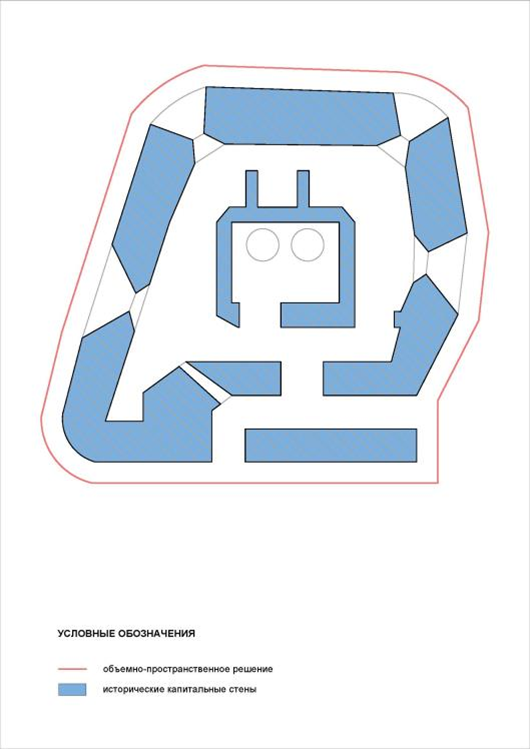 УСЛОВНЫЕ ОБОЗНАЧЕНИЯ
объемно-пространственное решение
исторические капитальные стены